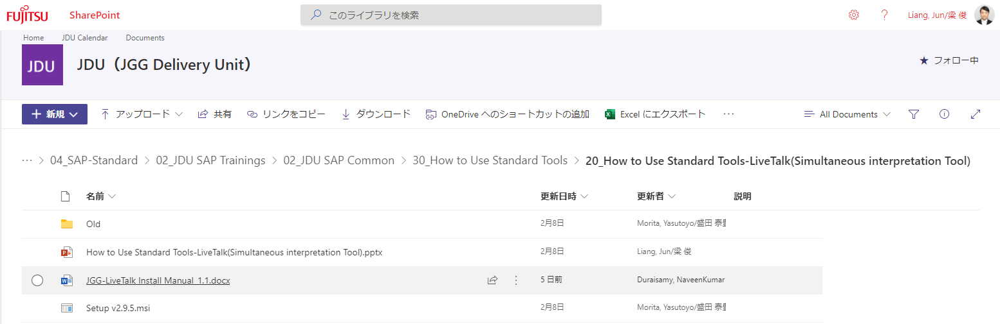 FUJITSU SharePoint このライブラリを検索 ? Liang, Jun/梁 俊
Home JDU Calendar Documents
JDU JDU（JGG Delivery Unit）
★ フォロー中
＋ 新規 アップロード 共有 リンクをコピー ダウンロード OneDrive へのショートカットの追加 Excel にエクスポート ··· All Documents
··· > 04_SAP-Standard > 02_JDU SAP Trainings > 02_JDU SAP Common > 30_How to Use Standard Tools > 20_How to Use Standard Tools-LiveTalk(Simultaneous interpretation Tool)
名前 更新日時 更新者 説明
Old 2月8日 Morita, Yasutoyo/盛田 泰豊
How to Use Standard Tools-LiveTalk(Simultaneous interpretation Tool).pptx 2月8日 Liang, Jun/梁 俊
JGG-LiveTalk Install Manual_1.1.docx 5 日前 Duraisamy, NaveenKumar
Setup v2.9.5.msi 2月8日 Morita, Yasutoyo/盛田 泰豊